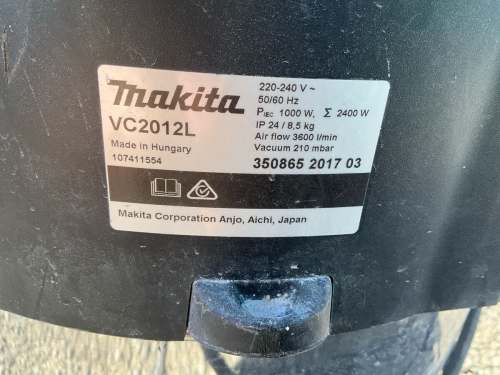 makita
VC2012L
Made in Hungary
107411554
220-240 V ~
50/60 Hz
PIEC 1000 W, Σ 2400 W
IP 24 / 8,5 kg
Air flow 3600 l/min
Vacuum 210 mbar
350865 2017 03
Makita Corporation Anjo, Aichi, Japan